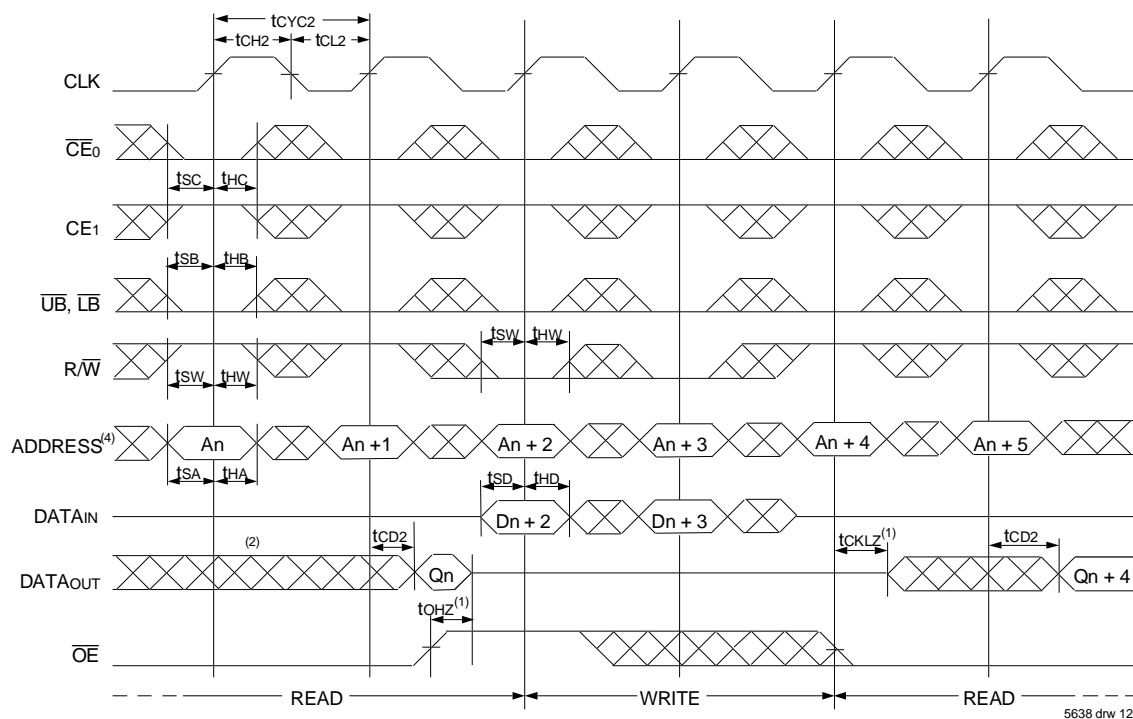 tCYC2
tCH2 tCL2
CLK
CE0
tSC tHC
CE1
tSB tHB
UB, LB
tSW tHW
R/W
tSW tHW
ADDRESS(4) An An + 1 An + 2 An + 3 An + 4 An + 5
tSA tHA tSD tHD
DATAIN Dn + 2 Dn + 3
(2) tCD2 tCKLZ(1) tCD2
DATAOUT Qn Qn + 4
tOHZ(1)
OE
READ WRITE READ
5638 drw 12